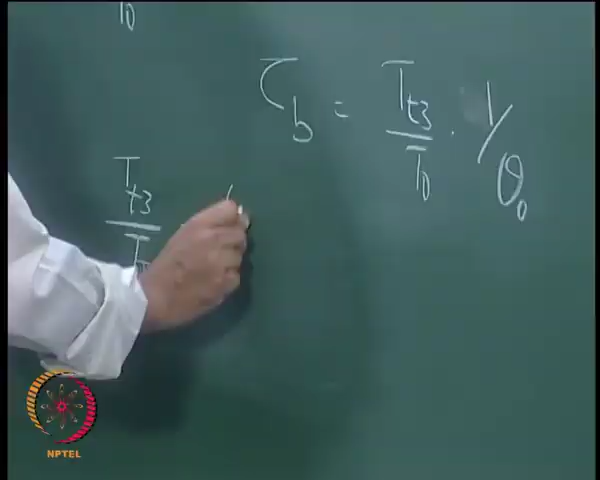 T0
τb = Tt3/T0 · 1/θ0
Tt3/T
NPTEL